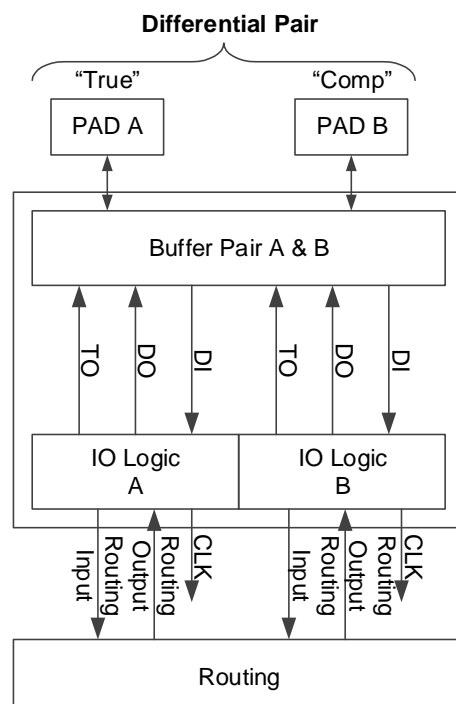 Differential Pair
“True”
“Comp”
PAD A
PAD B
Buffer Pair A & B
TO
DO
DI
TO
DO
DI
IO Logic
A
IO Logic
B
Routing
Input
Routing
Output
CLK
Routing
Input
Routing
Output
CLK
Routing